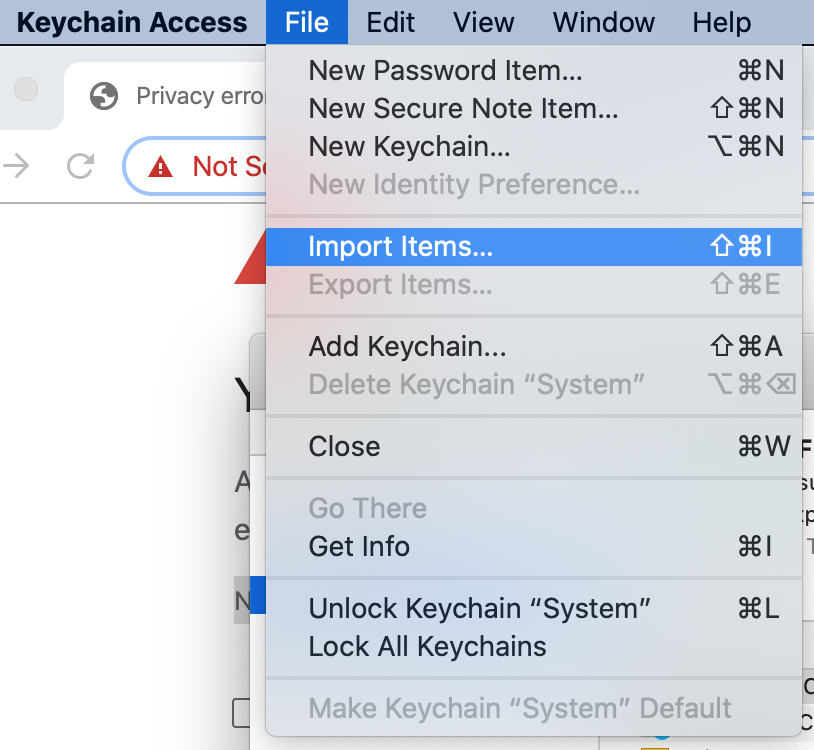 Keychain Access File Edit View Window Help
Privacy erro
Not Se
New Password Item... ⌘N
New Secure Note Item... ⇧⌘N
New Keychain... ⌥⌘N
New Identity Preference...
Import Items... ⇧⌘I
Export Items... ⇧⌘E
Add Keychain... ⇧⌘A
Delete Keychain “System” ⌥⌘⌫
Close ⌘W
Go There
Get Info ⌘I
Unlock Keychain “System” ⌘L
Lock All Keychains
Make Keychain “System” Default